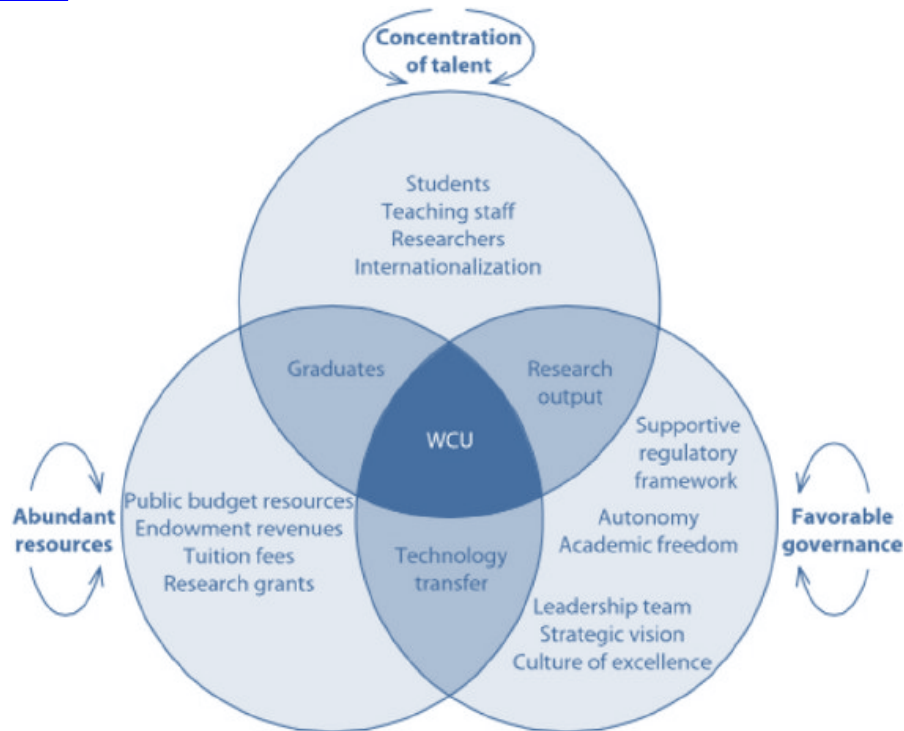 Concentration
of talent
Students
Teaching staff
Researchers
Internationalization
Graduates
Research
output
WCU
Supportive
regulatory
framework
Abundant
resources
Public budget resources
Endowment revenues
Tuition fees
Research grants
Technology
transfer
Autonomy
Academic freedom
Favorable
governance
Leadership team
Strategic vision
Culture of excellence